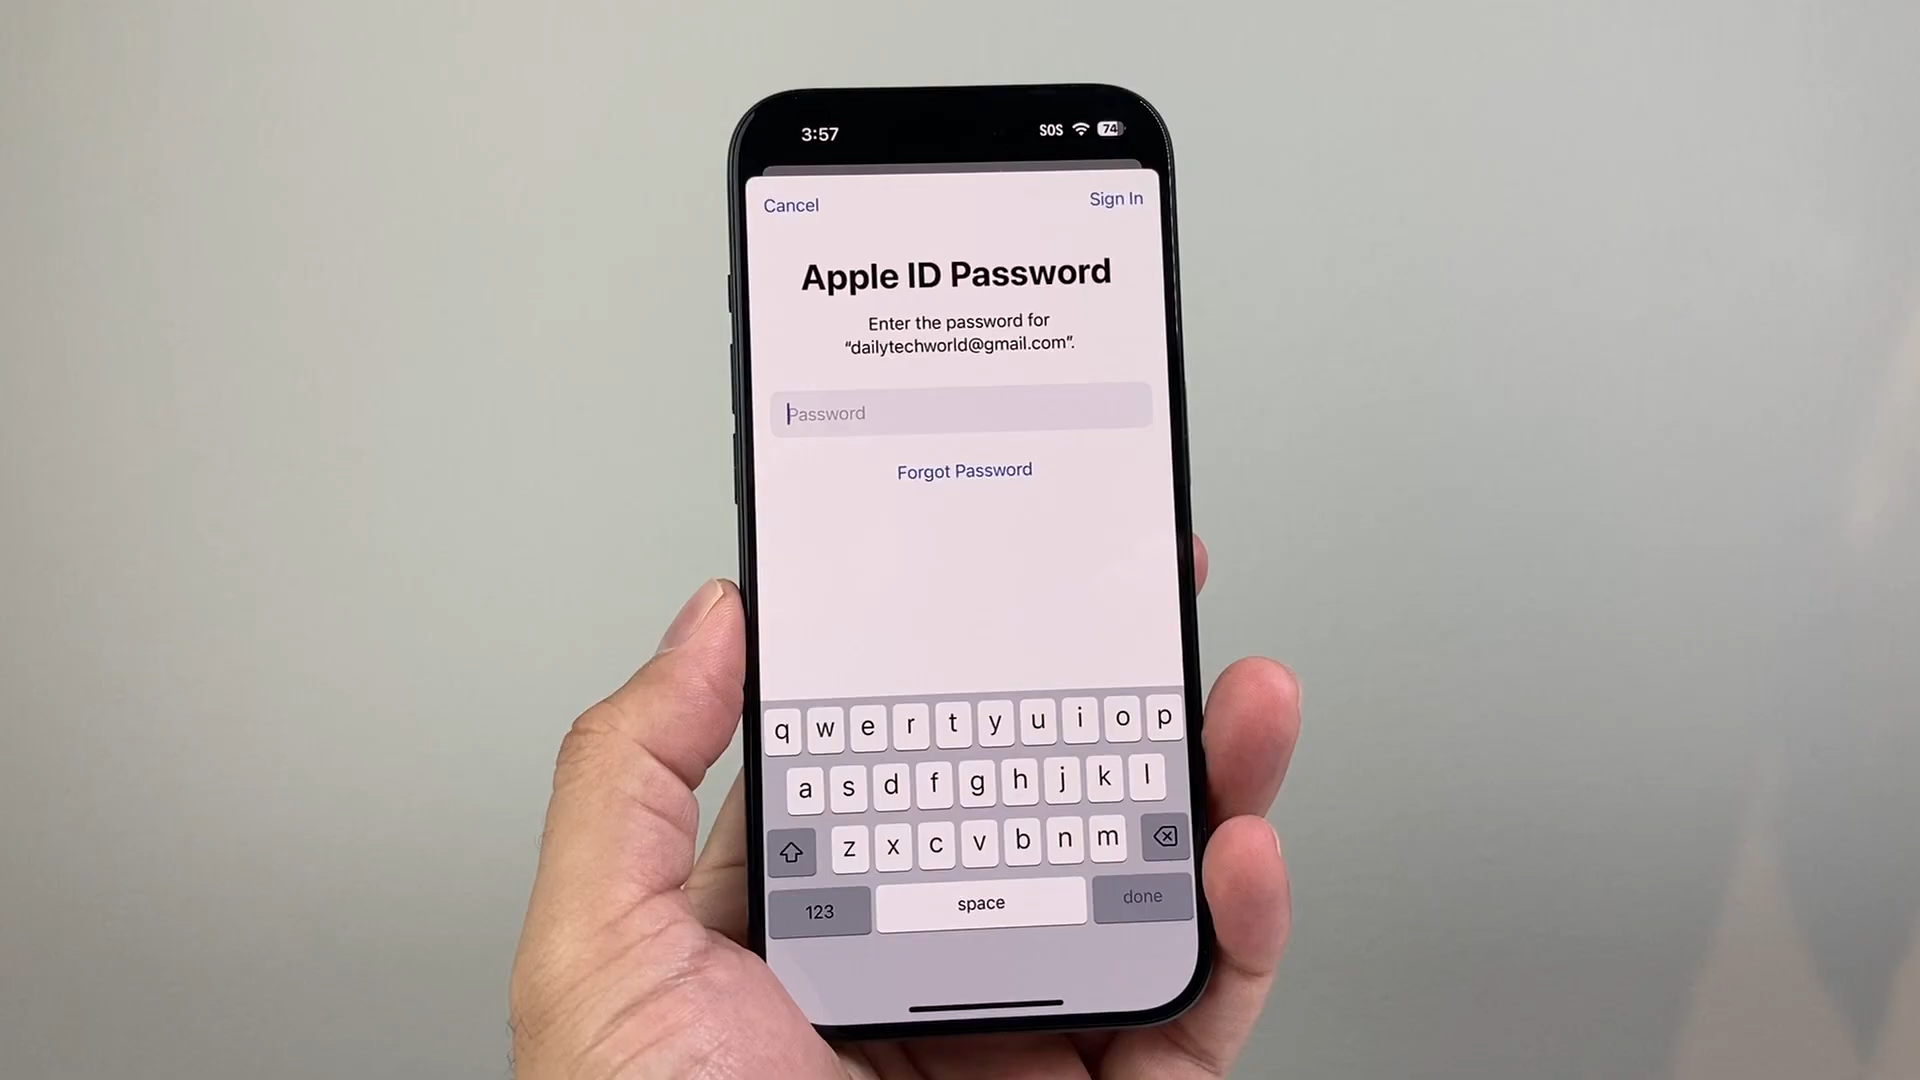 3:57 SOS 74
Cancel Sign In
Apple ID Password
Enter the password for
“dailytechworld@gmail.com”.
Password
Forgot Password
q w e r t y u i o p
a s d f g h j k l
z x c v b n m
123 space done